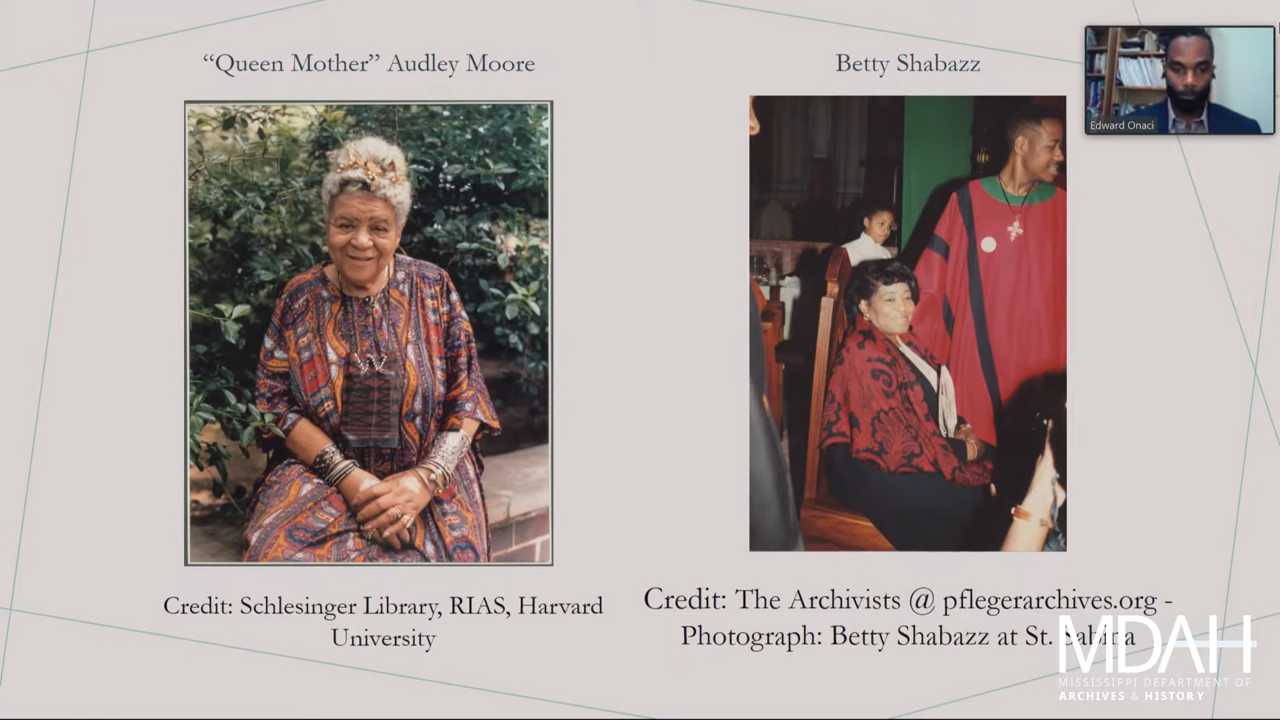 “Queen Mother” Audley Moore
Betty Shabazz
Edward Onaci
Credit: Schlesinger Library, RIAS, Harvard
University
Credit: The Archivists @ pflegerarchives.org -
Photograph: Betty Shabazz at St. Sabina
MDAH
MISSISSIPPI DEPARTMENT OF
ARCHIVES & HISTORY